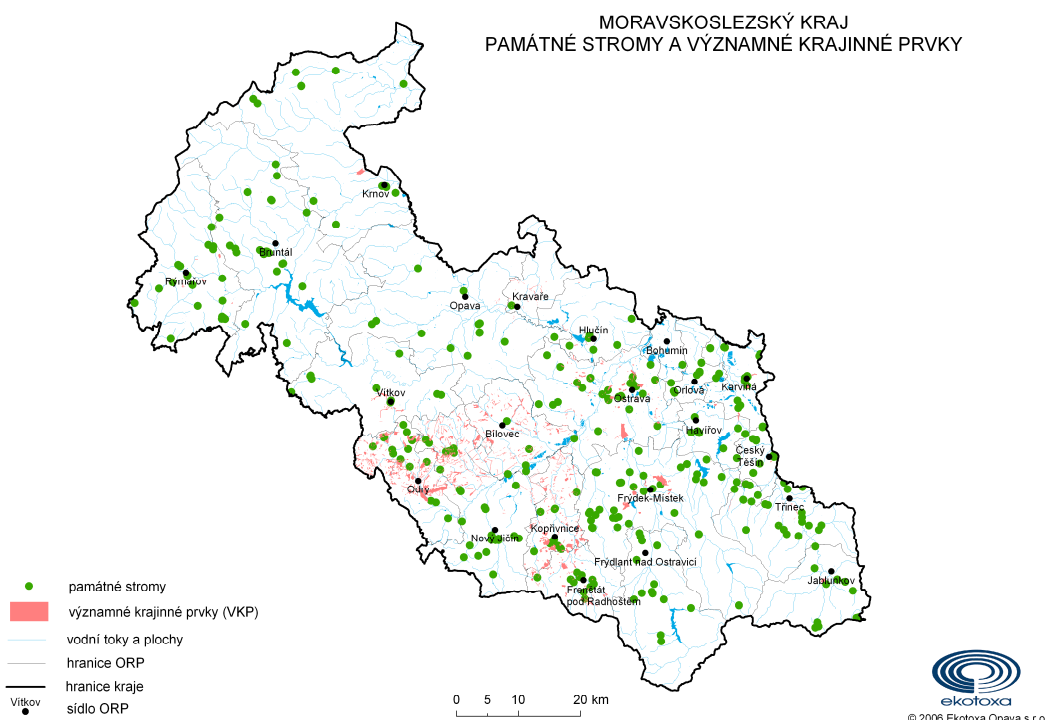 MORAVSKOSLEZSKÝ KRAJ
PAMÁTNÉ STROMY A VÝZNAMNÉ KRAJINNÉ PRVKY
Krnov
Bruntál
Rýmařov
Opava
Kravaře
Hlučín
Bohumín
Orlová
Karviná
Ostrava
Vítkov
Bílovec
Havířov
Český
Těšín
Odry
Frýdek-Místek
Třinec
Nový Jičín
Kopřivnice
Frýdlant nad Ostravicí
Jablunkov
Frenštát
pod Radhoštěm
památné stromy
významné krajinné prvky (VKP)
vodní toky a plochy
hranice ORP
hranice kraje
Vítkov
sídlo ORP
0 5 10 20 km
ekotoxa
© 2006 Ekotoxa Opava s.r.o.